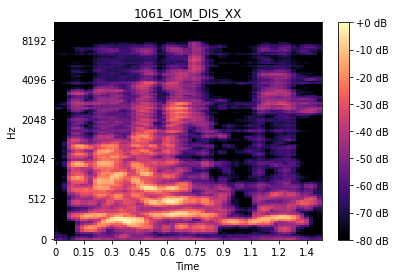 1061_IOM_DIS_XX
8192
4096
2048
1024
512
0
Hz
0 0.15 0.3 0.45 0.6 0.75 0.9 1.1 1.2 1.4
Time
+0 dB
-10 dB
-20 dB
-30 dB
-40 dB
-50 dB
-60 dB
-70 dB
-80 dB